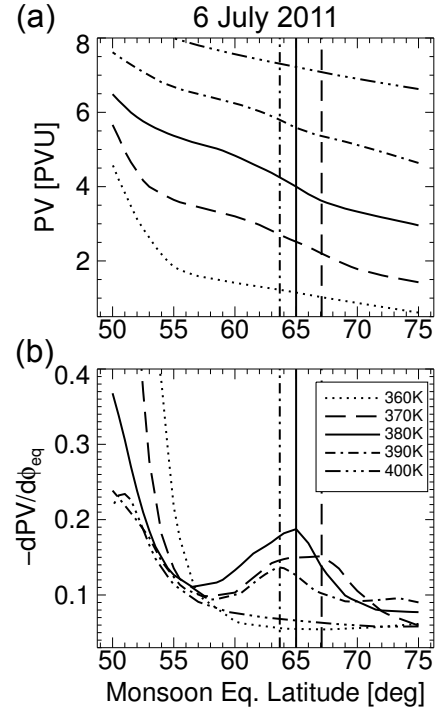 6 July 2011
(a)
8
6
4
2
PV [PVU]
50 55 60 65 70 75
(b)
0.4
0.3
0.2
0.1
−dPV/dϕeq
360K
370K
380K
390K
400K
50 55 60 65 70 75
Monsoon Eq. Latitude [deg]